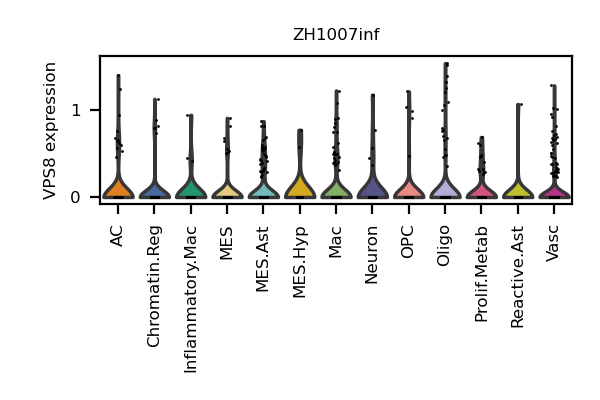 ZH1007inf
VPS8 expression
1
0
AC
Chromatin.Reg
Inflammatory.Mac
MES
MES.Ast
MES.Hyp
Mac
Neuron
OPC
Oligo
Prolif.Metab
Reactive.Ast
Vasc